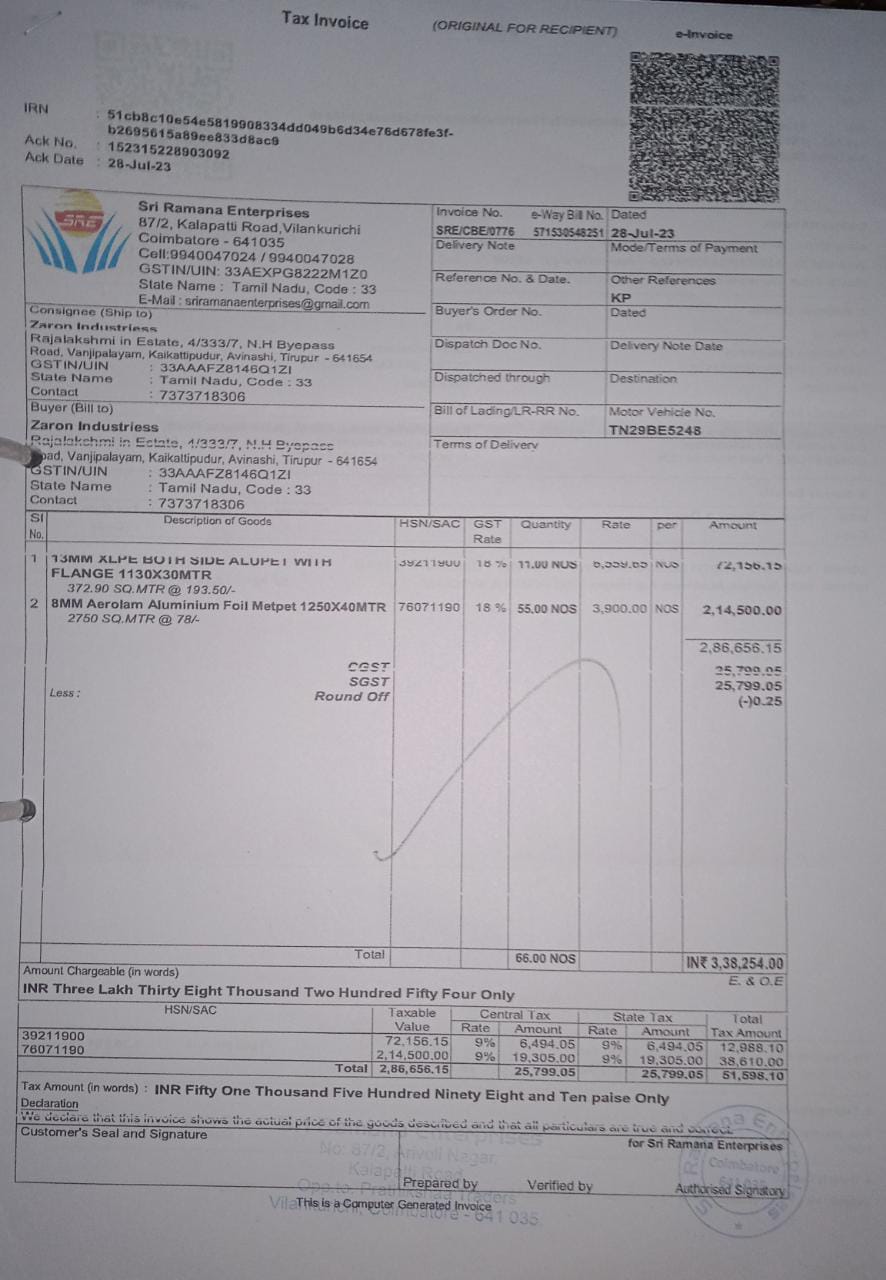 Tax Invoice
(ORIGINAL FOR RECIPIENT)
e-Invoice
IRN : 51cb8c10e54e5819908334dd049b6d34e76d678fe3f-
b2695615a89ee833d8ac9
Ack No. : 152315228903092
Ack Date : 28-Jul-23
SRE
Sri Ramana Enterprises
87/2, Kalapatti Road,Vilankurichi
Coimbatore - 641035
Cell:9940047024 / 9940047028
GSTIN/UIN: 33AEXPG8222M1Z0
State Name : Tamil Nadu, Code : 33
E-Mail : sriramanaenterprises@gmail.com
Invoice No. e-Way Bill No. Dated
SRE/CBE/0776 571530548251 28-Jul-23
Delivery Note Mode/Terms of Payment
Reference No. & Date. Other References
KP
Buyer's Order No. Dated
Dispatch Doc No. Delivery Note Date
Dispatched through Destination
Bill of Lading/LR-RR No. Motor Vehicle No.
TN29BE5248
Terms of Delivery
Consignee (Ship to)
Zaron Industriess
Rajalakshmi in Estate, 4/333/7, N.H Byepass
Road, Vanjipalayam, Kaikattipudur, Avinashi, Tirupur - 641654
GSTIN/UIN : 33AAAFZ8146Q1ZI
State Name : Tamil Nadu, Code : 33
Contact : 7373718306
Buyer (Bill to)
Zaron Industriess
Rajalakshmi in Estate, 4/333/7, N.H Byepass
oad, Vanjipalayam, Kaikattipudur, Avinashi, Tirupur - 641654
GSTIN/UIN : 33AAAFZ8146Q1ZI
State Name : Tamil Nadu, Code : 33
Contact : 7373718306
Sl No. Description of Goods HSN/SAC GST Rate Quantity Rate per Amount
1 13MM XLPE BOTH SIDE ALUPET WITH 39211900 18 % 11.00 NOS 6,559.65 NOS 72,156.15
FLANGE 1130X30MTR
372.90 SQ.MTR @ 193.50/-
2 8MM Aerolam Aluminium Foil Metpet 1250X40MTR 76071190 18 % 55.00 NOS 3,900.00 NOS 2,14,500.00
2750 SQ.MTR @ 78/-
2,86,656.15
CGST 25,799.05
SGST 25,799.05
Less : Round Off (-)0.25
Total 66.00 NOS IN₹ 3,38,254.00
Amount Chargeable (in words) E. & O.E
INR Three Lakh Thirty Eight Thousand Two Hundred Fifty Four Only
HSN/SAC Taxable Value Central Tax State Tax Total
Rate Amount Rate Amount Tax Amount
39211900 72,156.15 9% 6,494.05 9% 6,494.05 12,988.10
76071190 2,14,500.00 9% 19,305.00 9% 19,305.00 38,610.00
Total 2,86,656.15 25,799.05 25,799.05 51,598.10
Tax Amount (in words) : INR Fifty One Thousand Five Hundred Ninety Eight and Ten paise Only
Declaration
We declare that this invoice shows the actual price of the goods described and that all particulars are true and correct.
Customer's Seal and Signature
for Sri Ramana Enterprises
Prepared by Verified by Authorised Signatory
This is a Computer Generated Invoice
Enterprises
No: 87/2, Arivoli Nagar,
Kalapatti Road
Coimbatore - 641 035
Coimbatore